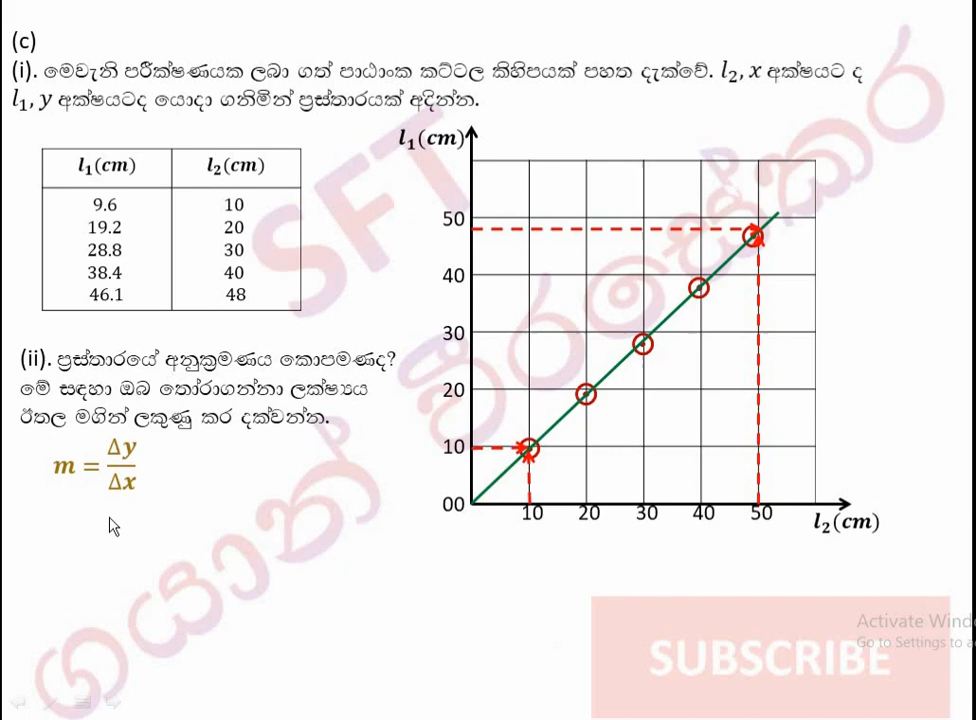 (c)
(i). මෙවැනි පරීක්ෂණයක ලබා ගත් පාඨාංක කට්ටල කිහිපයක් පහත දැක්වේ. l₂, x අක්ෂයට ද
l₁, y අක්ෂයටද යොදා ගනිමින් ප්‍රස්තාරයක් අදින්න.
l₁(cm) l₂(cm)
9.6 10
19.2 20
28.8 30
38.4 40
46.1 48
(ii). ප්‍රස්තාරයේ අනුක්‍රමණය කොපමණද?
මේ සඳහා ඔබ තෝරාගන්නා ලක්ෂ්‍යය
ඊතල මගින් ලකුණු කර දක්වන්න.
m = Δy/Δx
l₁(cm)
50
40
30
20
10
00
10 20 30 40 50
l₂(cm)
SFT
ගයාන් වීරසේකර
Activate Wind
Go to Settings to a
SUBSCRIBE